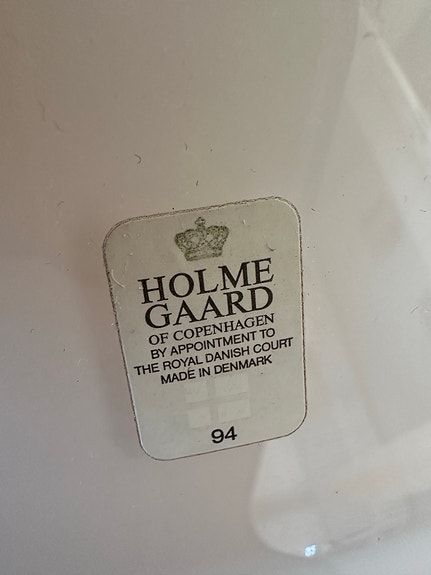 HOLME
GAARD
OF COPENHAGEN
BY APPOINTMENT TO
THE ROYAL DANISH COURT
MADE IN DENMARK
94